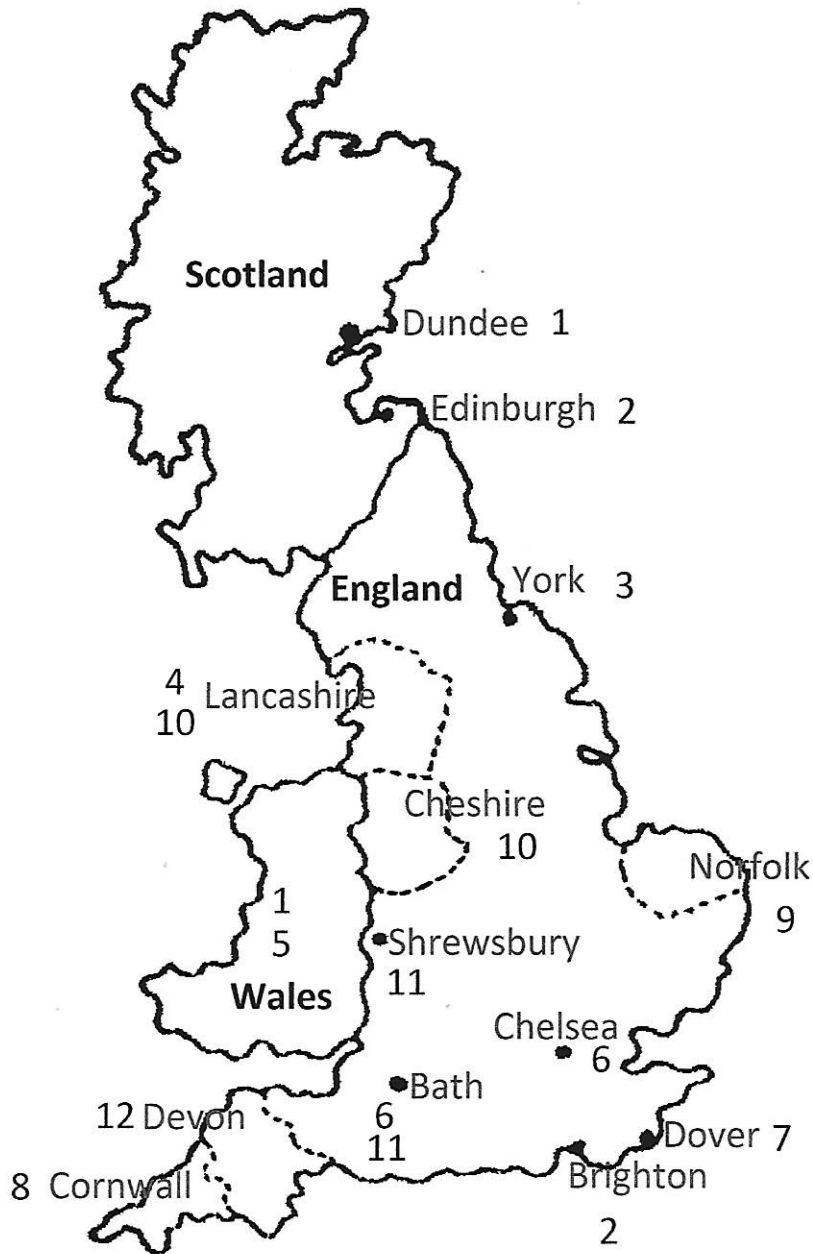 Scotland
Dundee 1
Edinburgh 2
York 3
England
4
Lancashire
10
Cheshire
10
Norfolk
9
1
5
Wales
Shrewsbury
11
Chelsea
6
Bath
6
11
12 Devon
Dover 7
Brighton
2
8 Cornwall